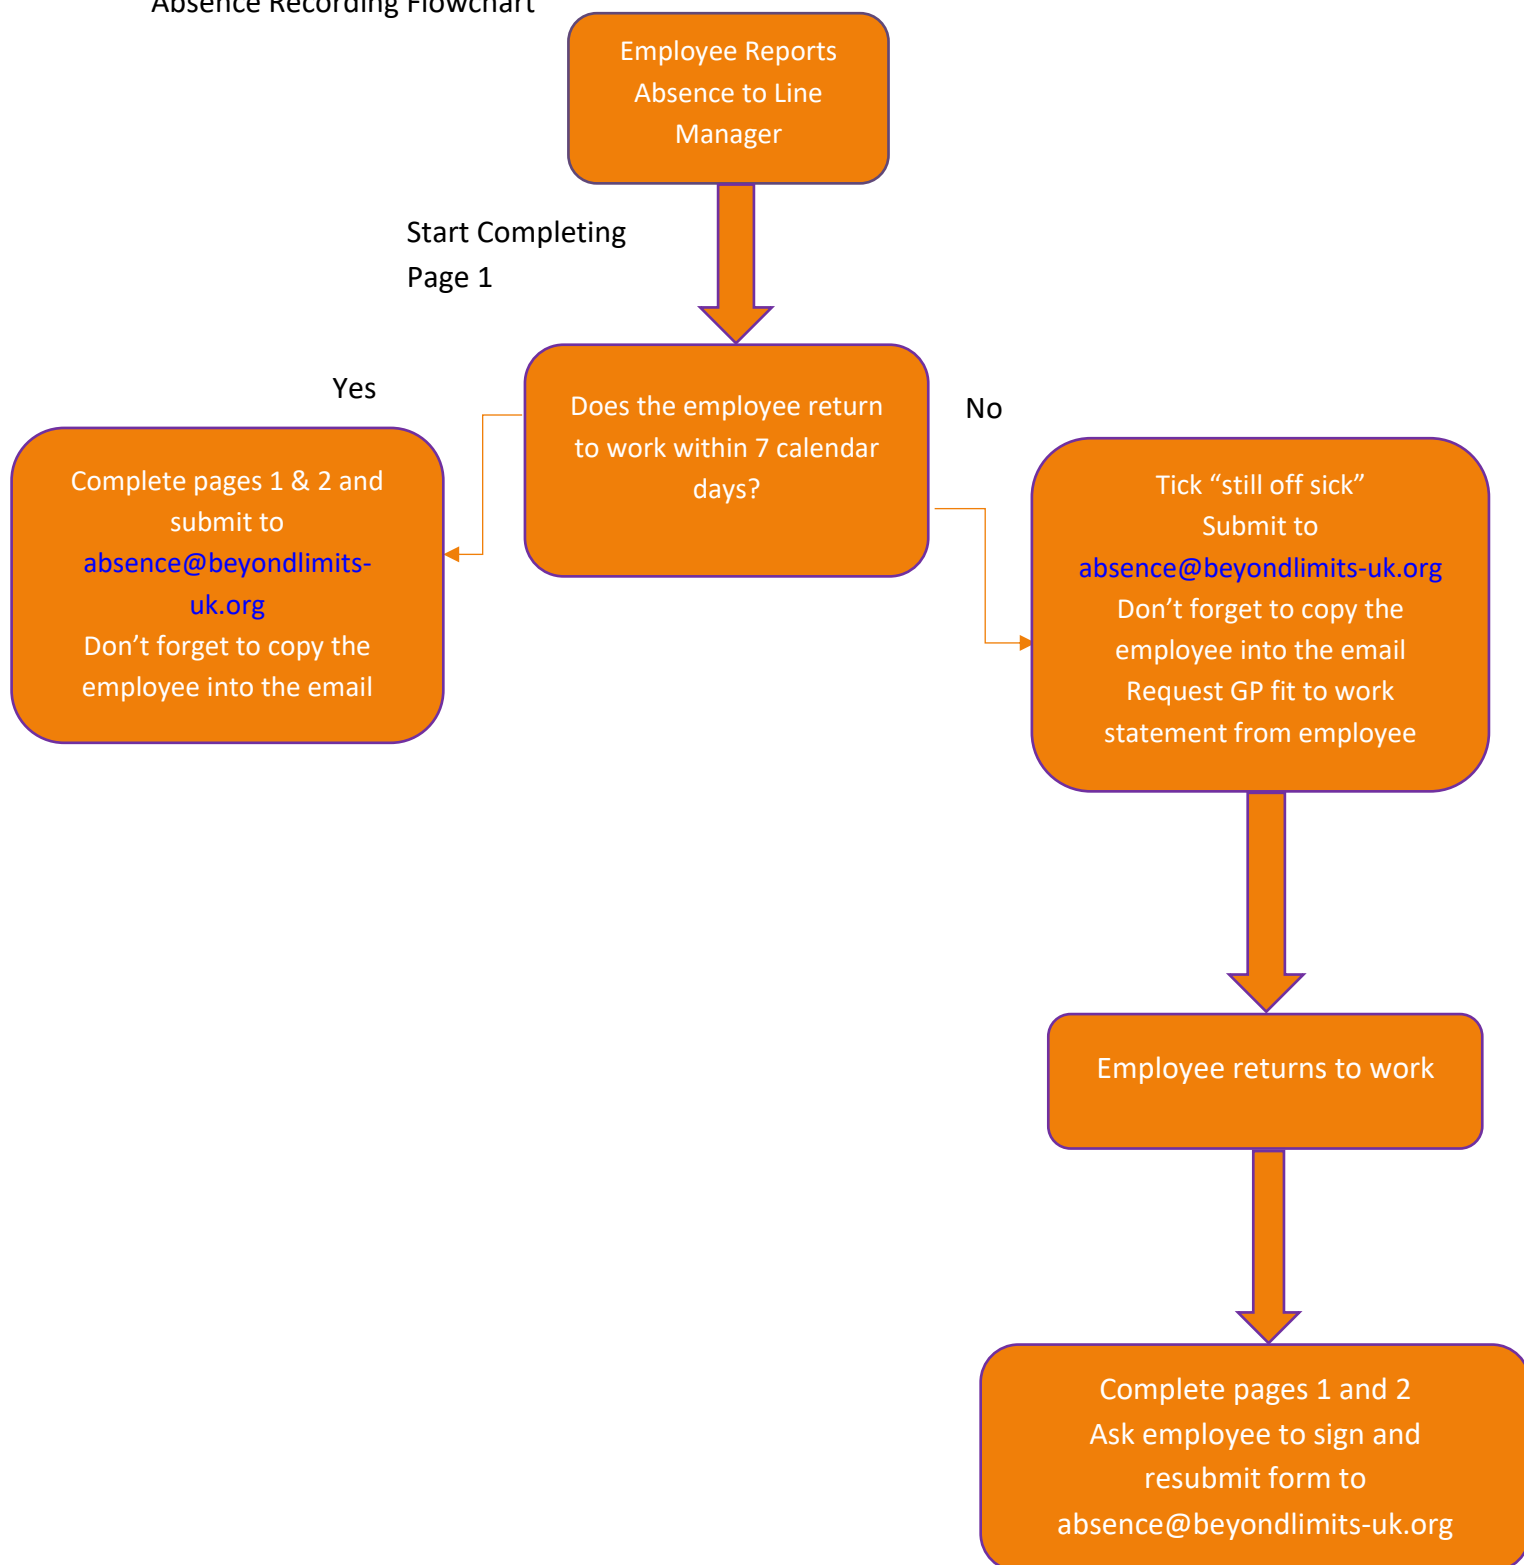 Absence Recording Flowchart
Employee Reports
Absence to Line
Manager
Start Completing
Page 1
Does the employee return
to work within 7 calendar
days?
Yes
No
Complete pages 1 & 2 and
submit to
absence@beyondlimits-
uk.org
Don’t forget to copy the
employee into the email
Tick “still off sick”
Submit to
absence@beyondlimits-uk.org
Don’t forget to copy the
employee into the email
Request GP fit to work
statement from employee
Employee returns to work
Complete pages 1 and 2
Ask employee to sign and
resubmit form to
absence@beyondlimits-uk.org